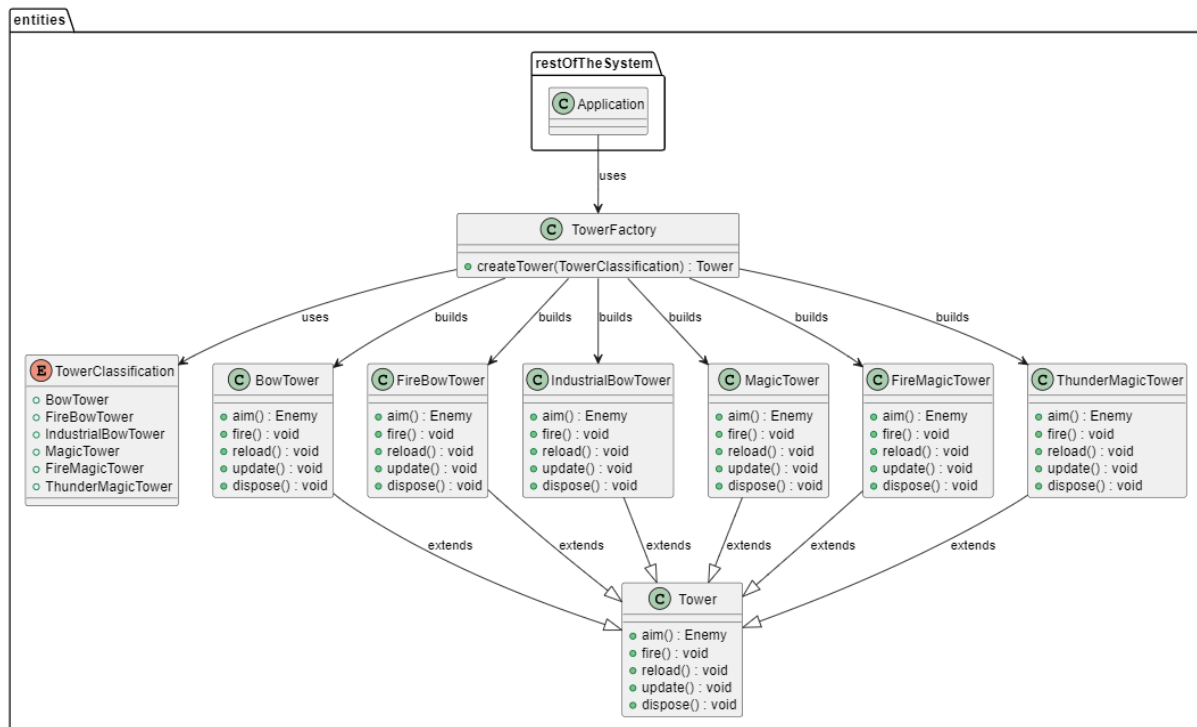 entities
restOfTheSystem
C Application
uses
C TowerFactory
createTower(TowerClassification) : Tower
uses
builds
builds
builds
builds
builds
builds
E TowerClassification
BowTower
FireBowTower
IndustrialBowTower
MagicTower
FireMagicTower
ThunderMagicTower
C BowTower
aim() : Enemy
fire() : void
reload() : void
update() : void
dispose() : void
C FireBowTower
aim() : Enemy
fire() : void
reload() : void
update() : void
dispose() : void
C IndustrialBowTower
aim() : Enemy
fire() : void
reload() : void
update() : void
dispose() : void
C MagicTower
aim() : Enemy
fire() : void
reload() : void
update() : void
dispose() : void
C FireMagicTower
aim() : Enemy
fire() : void
reload() : void
update() : void
dispose() : void
C ThunderMagicTower
aim() : Enemy
fire() : void
reload() : void
update() : void
dispose() : void
extends
extends
extends
extends
extends
extends
C Tower
aim() : Enemy
fire() : void
reload() : void
update() : void
dispose() : void